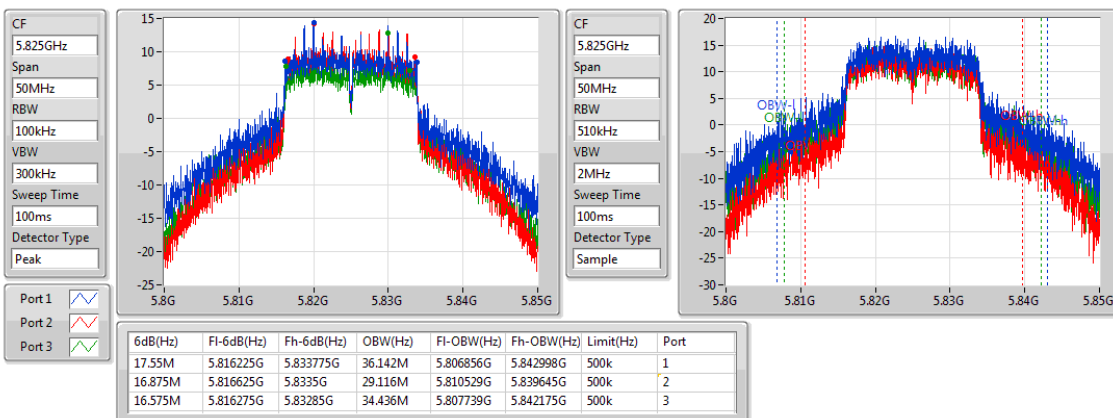 CF
5.825GHz
Span
50MHz
RBW
100kHz
VBW
300kHz
Sweep Time
100ms
Detector Type
Peak
15
10
5
0
-5
-10
-15
-20
-25
5.8G
5.81G
5.82G
5.83G
5.84G
5.85G
CF
5.825GHz
Span
50MHz
RBW
510kHz
VBW
2MHz
Sweep Time
100ms
Detector Type
Sample
20
15
10
5
0
-5
-10
-15
-20
-25
-30
OBW-l
5.8G
5.81G
5.82G
5.83G
5.84G
5.85G
Port 1
Port 2
Port 3
6dB(Hz) Fl-6dB(Hz) Fh-6dB(Hz) OBW(Hz) Fl-OBW(Hz) Fh-OBW(Hz) Limit(Hz) Port
17.55M 5.816225G 5.833775G 36.142M 5.806856G 5.842998G 500k 1
16.875M 5.816625G 5.8335G 29.116M 5.810529G 5.839645G 500k 2
16.575M 5.816275G 5.83285G 34.436M 5.807739G 5.842175G 500k 3